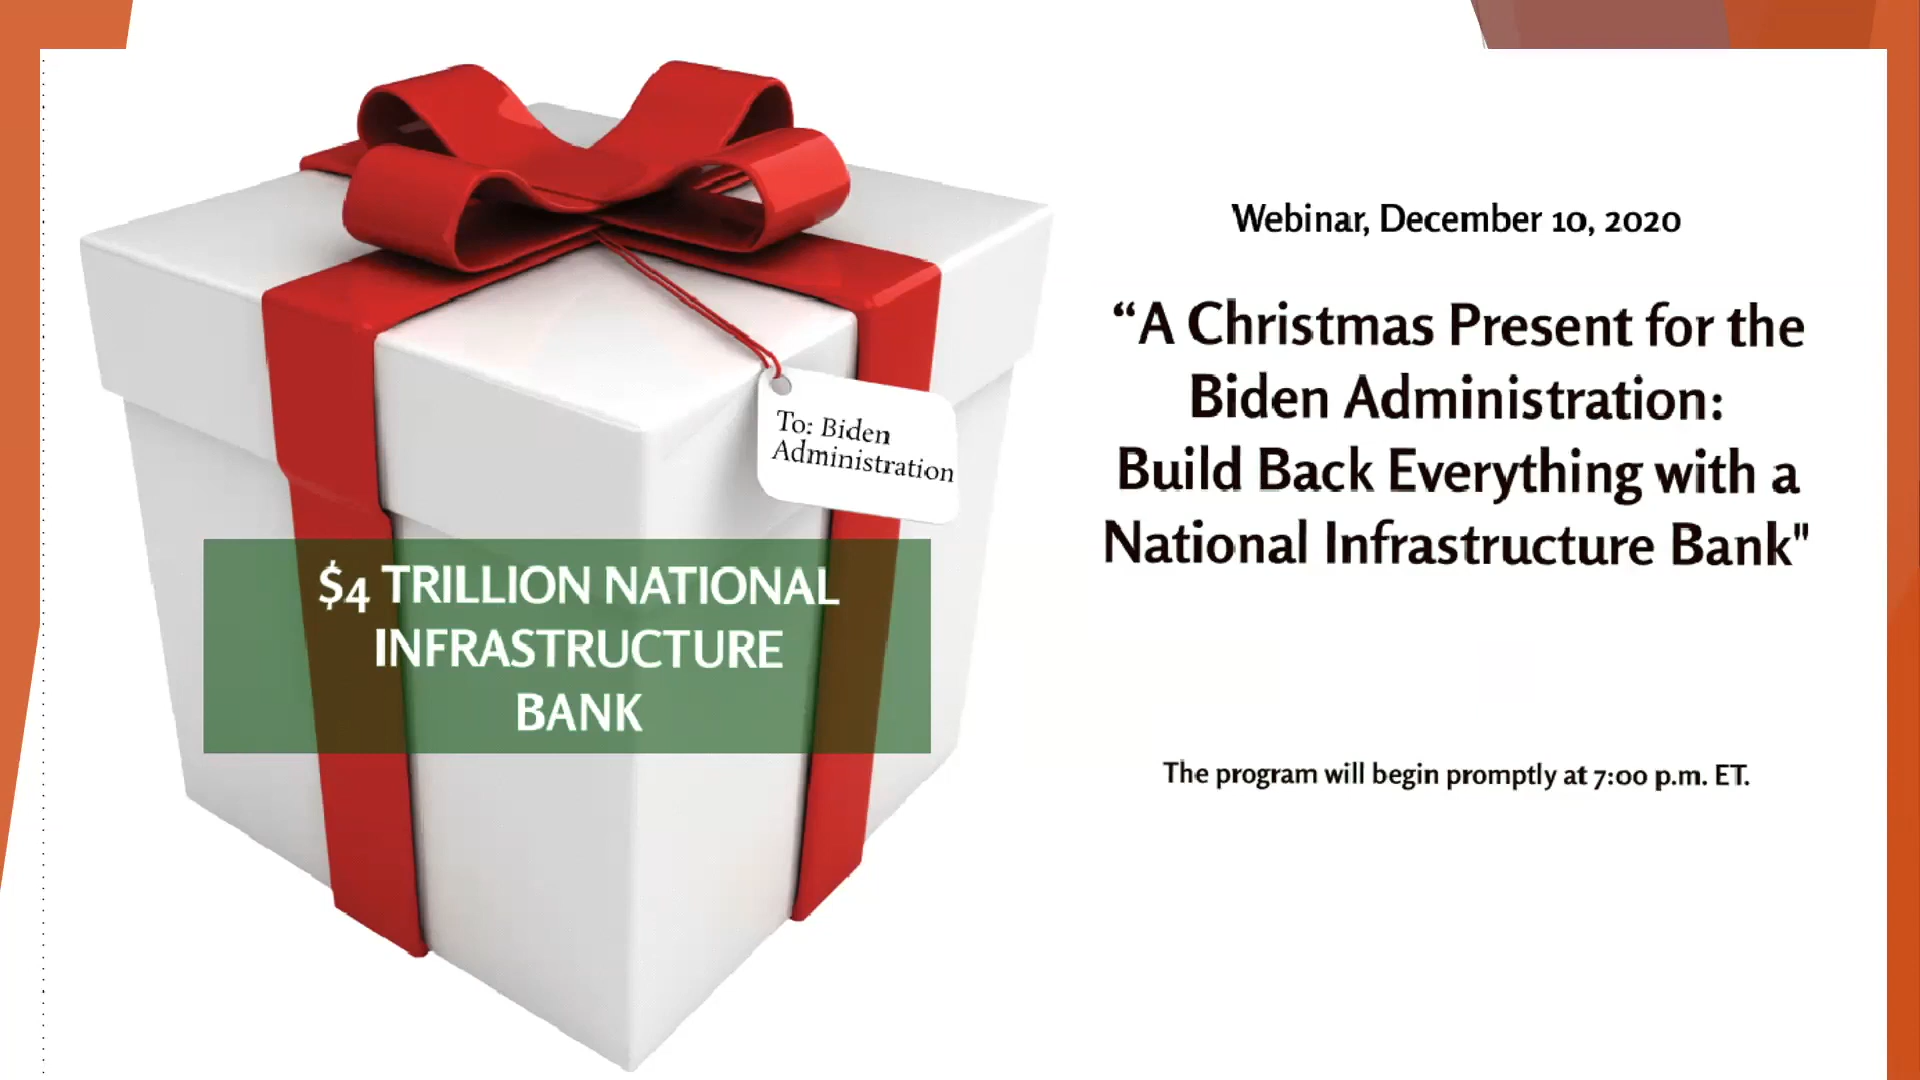 To: Biden
Administration
$4 TRILLION NATIONAL
INFRASTRUCTURE
BANK
Webinar, December 10, 2020
“A Christmas Present for the
Biden Administration:
Build Back Everything with a
National Infrastructure Bank"
The program will begin promptly at 7:00 p.m. ET.